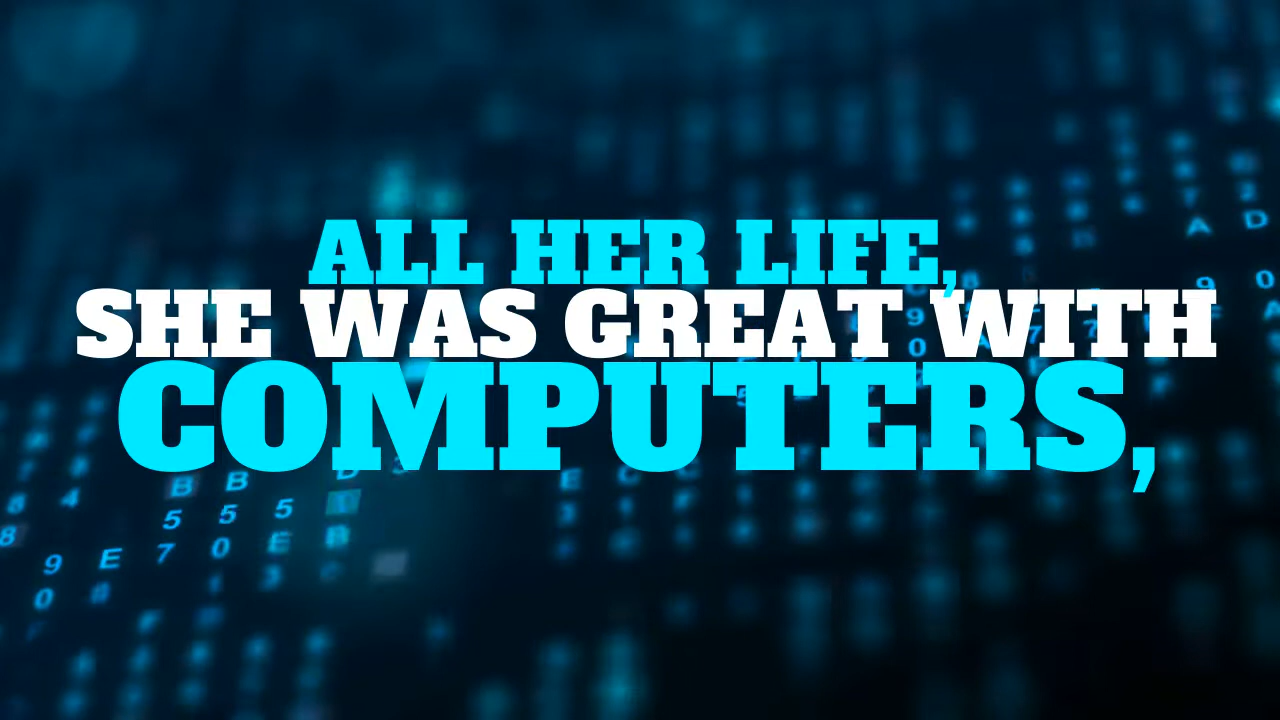 ALL HER LIFE,
SHE WAS GREAT WITH
COMPUTERS,